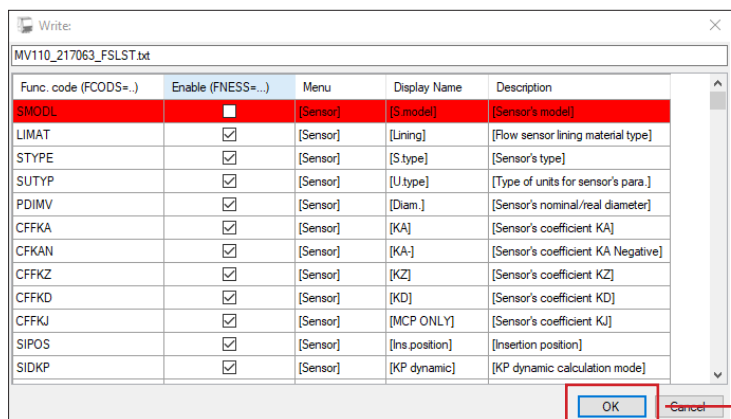 Write:
MV110_217063_FSLST.txt
Func. code (FCODS=..) Enable (FNESS=...) Menu Display Name Description
SMODL [Sensor] [S.model] [Sensor's model]
LIMAT [Sensor] [Lining] [Flow sensor lining material type]
STYPE [Sensor] [S.type] [Sensor's type]
SUTYP [Sensor] [U.type] [Type of units for sensor's para.]
PDIMV [Sensor] [Diam.] [Sensor's nominal/real diameter]
CFFKA [Sensor] [KA] [Sensor's coefficient KA]
CFKAN [Sensor] [KA-] [Sensor's coefficient KA Negative]
CFFKZ [Sensor] [KZ] [Sensor's coefficient KZ]
CFFKD [Sensor] [KD] [Sensor's coefficient KD]
CFFKJ [Sensor] [MCP ONLY] [Sensor's coefficient KJ]
SIPOS [Sensor] [Ins.position] [Insertion position]
SIDKP [Sensor] [KP dynamic] [KP dynamic calculation mode]
OK Cancel